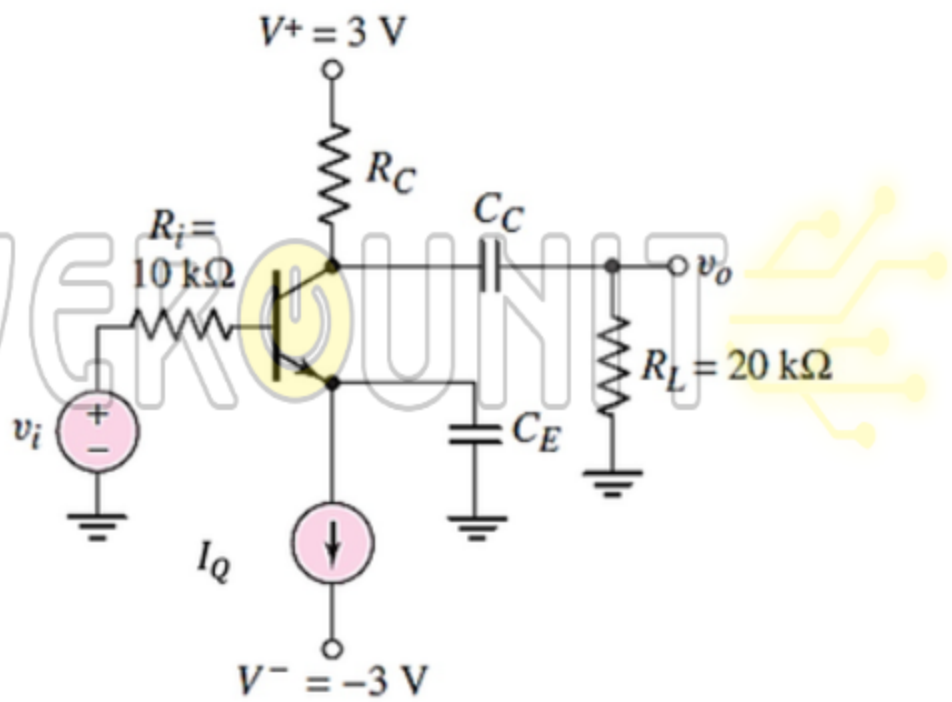 V+ = 3 V
R_C
C_C
R_i =
10 kΩ
v_o
R_L = 20 kΩ
v_i
+
−
C_E
I_Q
V− = −3 V